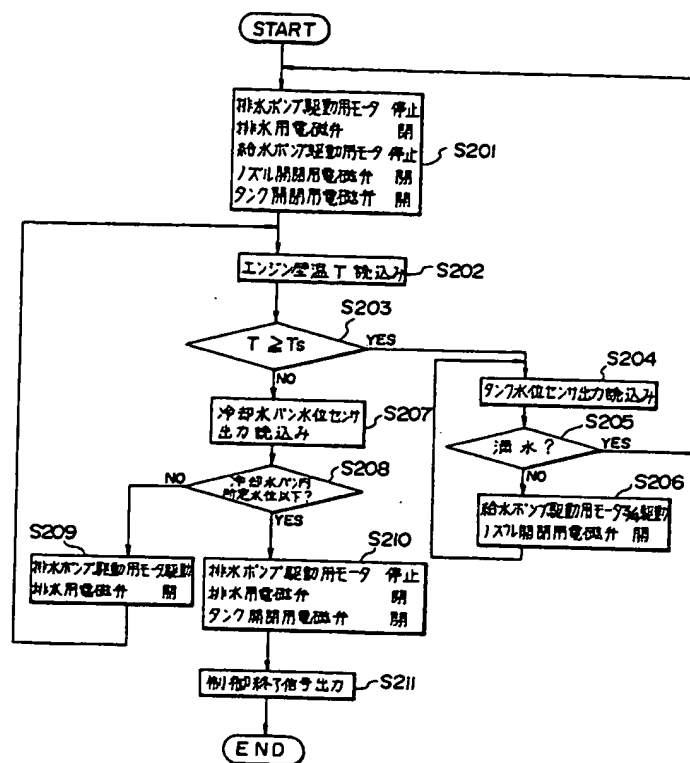 START
排水ポンプ駆動用モータ 停止
排水用電磁弁 閉
給水ポンプ駆動用モータ 停止
ノズル開閉用電磁弁
タンク開閉用電磁弁
S201
エンジン壁温T読込み
S202
S203
T≧Ts
YES
NO
S204
タンク水位センサ出力読込み
S205
満水?
YES
NO
S206
給水ポンプ駆動用モータ 駆動
ノズル開閉用電磁弁 開
冷却水パン水位センサ
出力読込み
S207
S208
冷却水パン内
所定水位以下?
NO
YES
S209
排水ポンプ駆動用モータ駆動
排水用電磁弁 開
S210
排水ポンプ駆動用モータ 停止
排水用電磁弁
タンク開閉用電磁弁
制御終了信号出力
S211
END